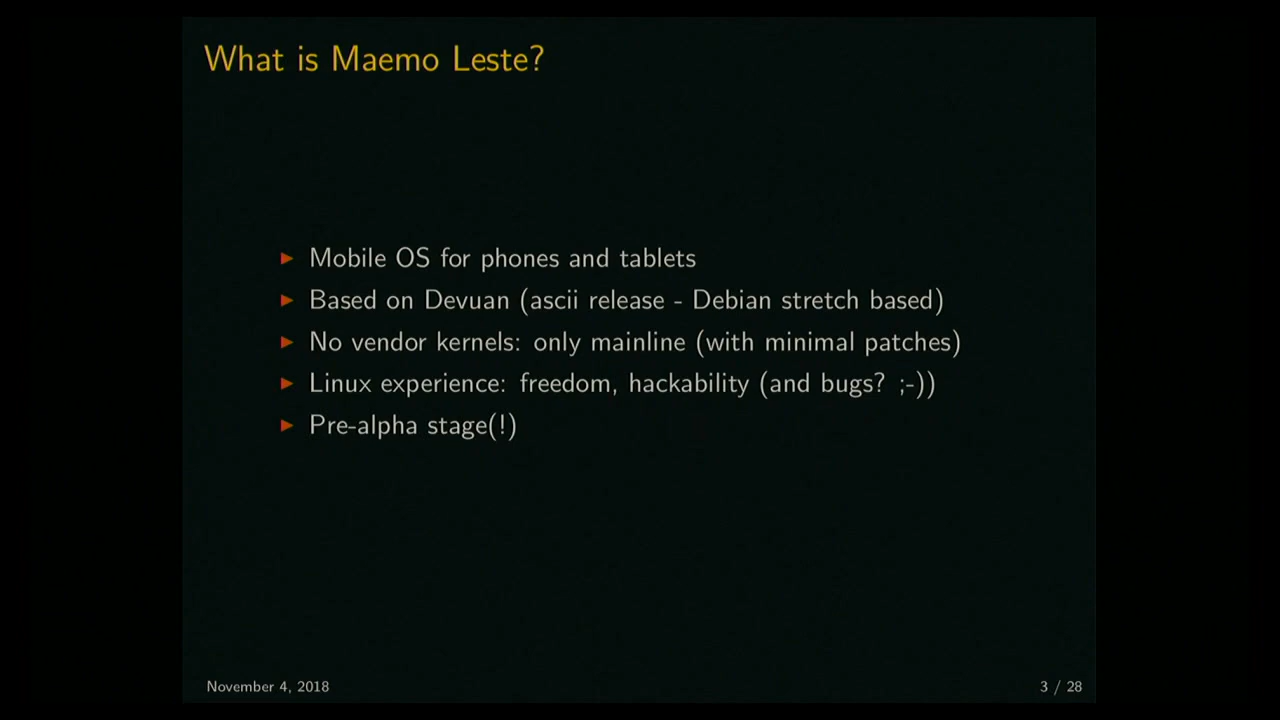 What is Maemo Leste?
▶ Mobile OS for phones and tablets
▶ Based on Devuan (ascii release - Debian stretch based)
▶ No vendor kernels: only mainline (with minimal patches)
▶ Linux experience: freedom, hackability (and bugs? ;-))
▶ Pre-alpha stage(!)
November 4, 2018
3 / 28